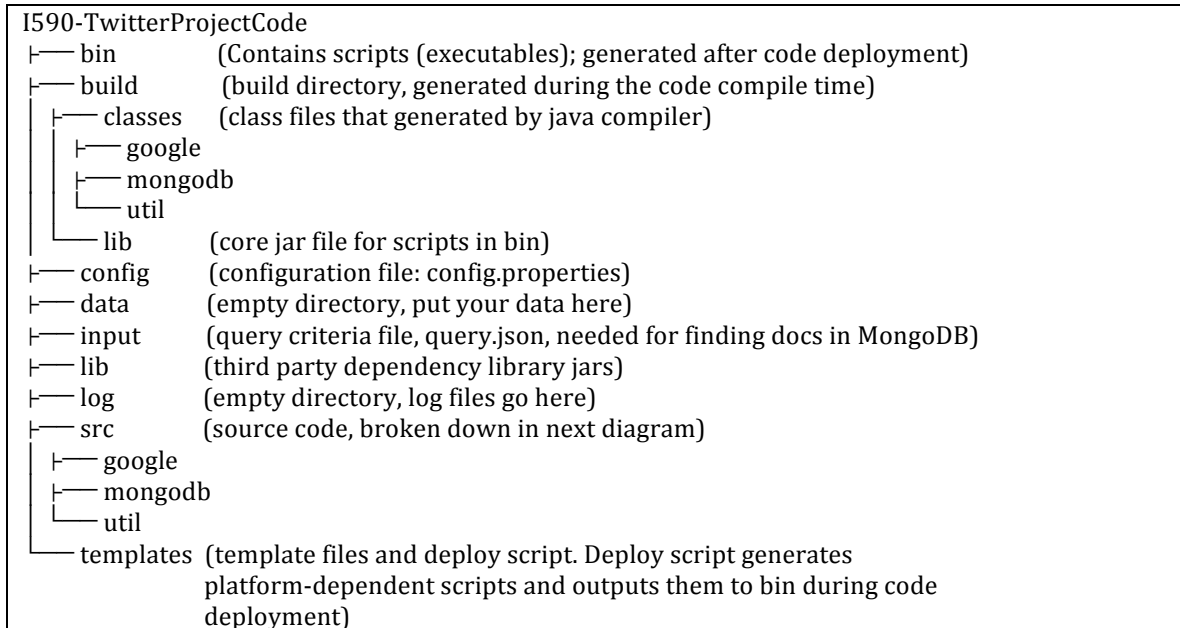 I590-TwitterProjectCode
├── bin (Contains scripts (executables); generated after code deployment)
├── build (build directory, generated during the code compile time)
│ ├── classes (class files that generated by java compiler)
│ │ ├── google
│ │ ├── mongodb
│ │ └── util
│ └── lib (core jar file for scripts in bin)
├── config (configuration file: config.properties)
├── data (empty directory, put your data here)
├── input (query criteria file, query.json, needed for finding docs in MongoDB)
├── lib (third party dependency library jars)
├── log (empty directory, log files go here)
├── src (source code, broken down in next diagram)
│ ├── google
│ ├── mongodb
│ └── util
└── templates (template files and deploy script. Deploy script generates
platform-dependent scripts and outputs them to bin during code
deployment)